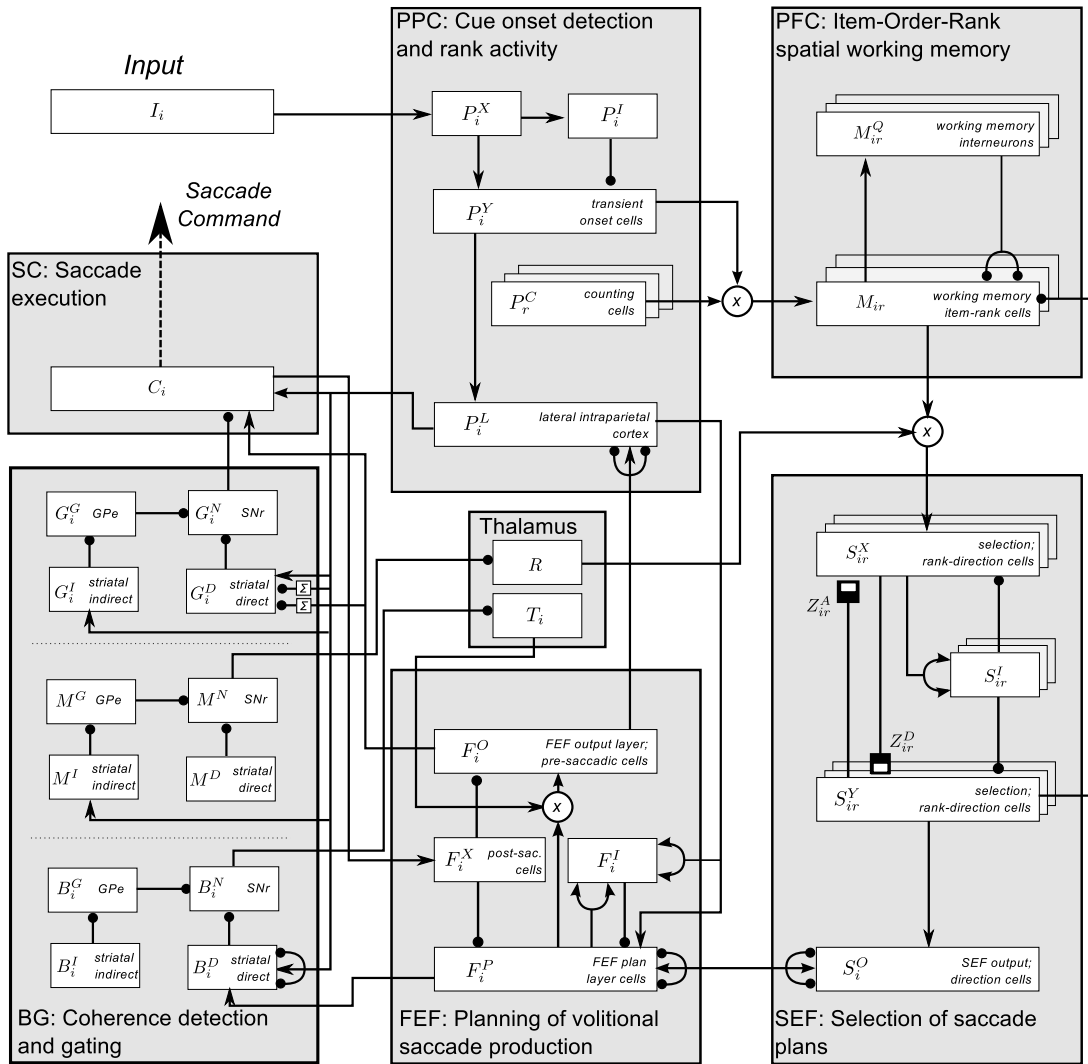 PPC: Cue onset detection
and rank activity
PFC: Item-Order-Rank
spatial working memory
Input
I_i
P_i^X
P_i^I
M_ir^Q
working memory
interneurons
Saccade
Command
P_i^Y
transient
onset cells
SC: Saccade
execution
P_r^C
counting
cells
x
M_ir
working memory
item-rank cells
C_i
P_i^L
lateral intraparietal
cortex
x
G_i^G GPe
G_i^N SNr
Thalamus
R
S_ir^X
selection;
rank-direction cells
G_i^I striatal
indirect
G_i^D striatal
direct
Σ
Σ
T_i
Z_ir^A
M^G GPe
M^N SNr
S_ir^I
M^I striatal
indirect
M^D striatal
direct
F_i^O
FEF output layer;
pre-saccadic cells
Z_ir^D
x
S_ir^Y
selection;
rank-direction cells
B_i^G GPe
B_i^N SNr
F_i^X post-sac.
cells
F_i^I
B_i^I striatal
indirect
B_i^D striatal
direct
F_i^P
FEF plan
layer cells
S_i^O
SEF output;
direction cells
BG: Coherence detection
and gating
FEF: Planning of volitional
saccade production
SEF: Selection of saccade
plans